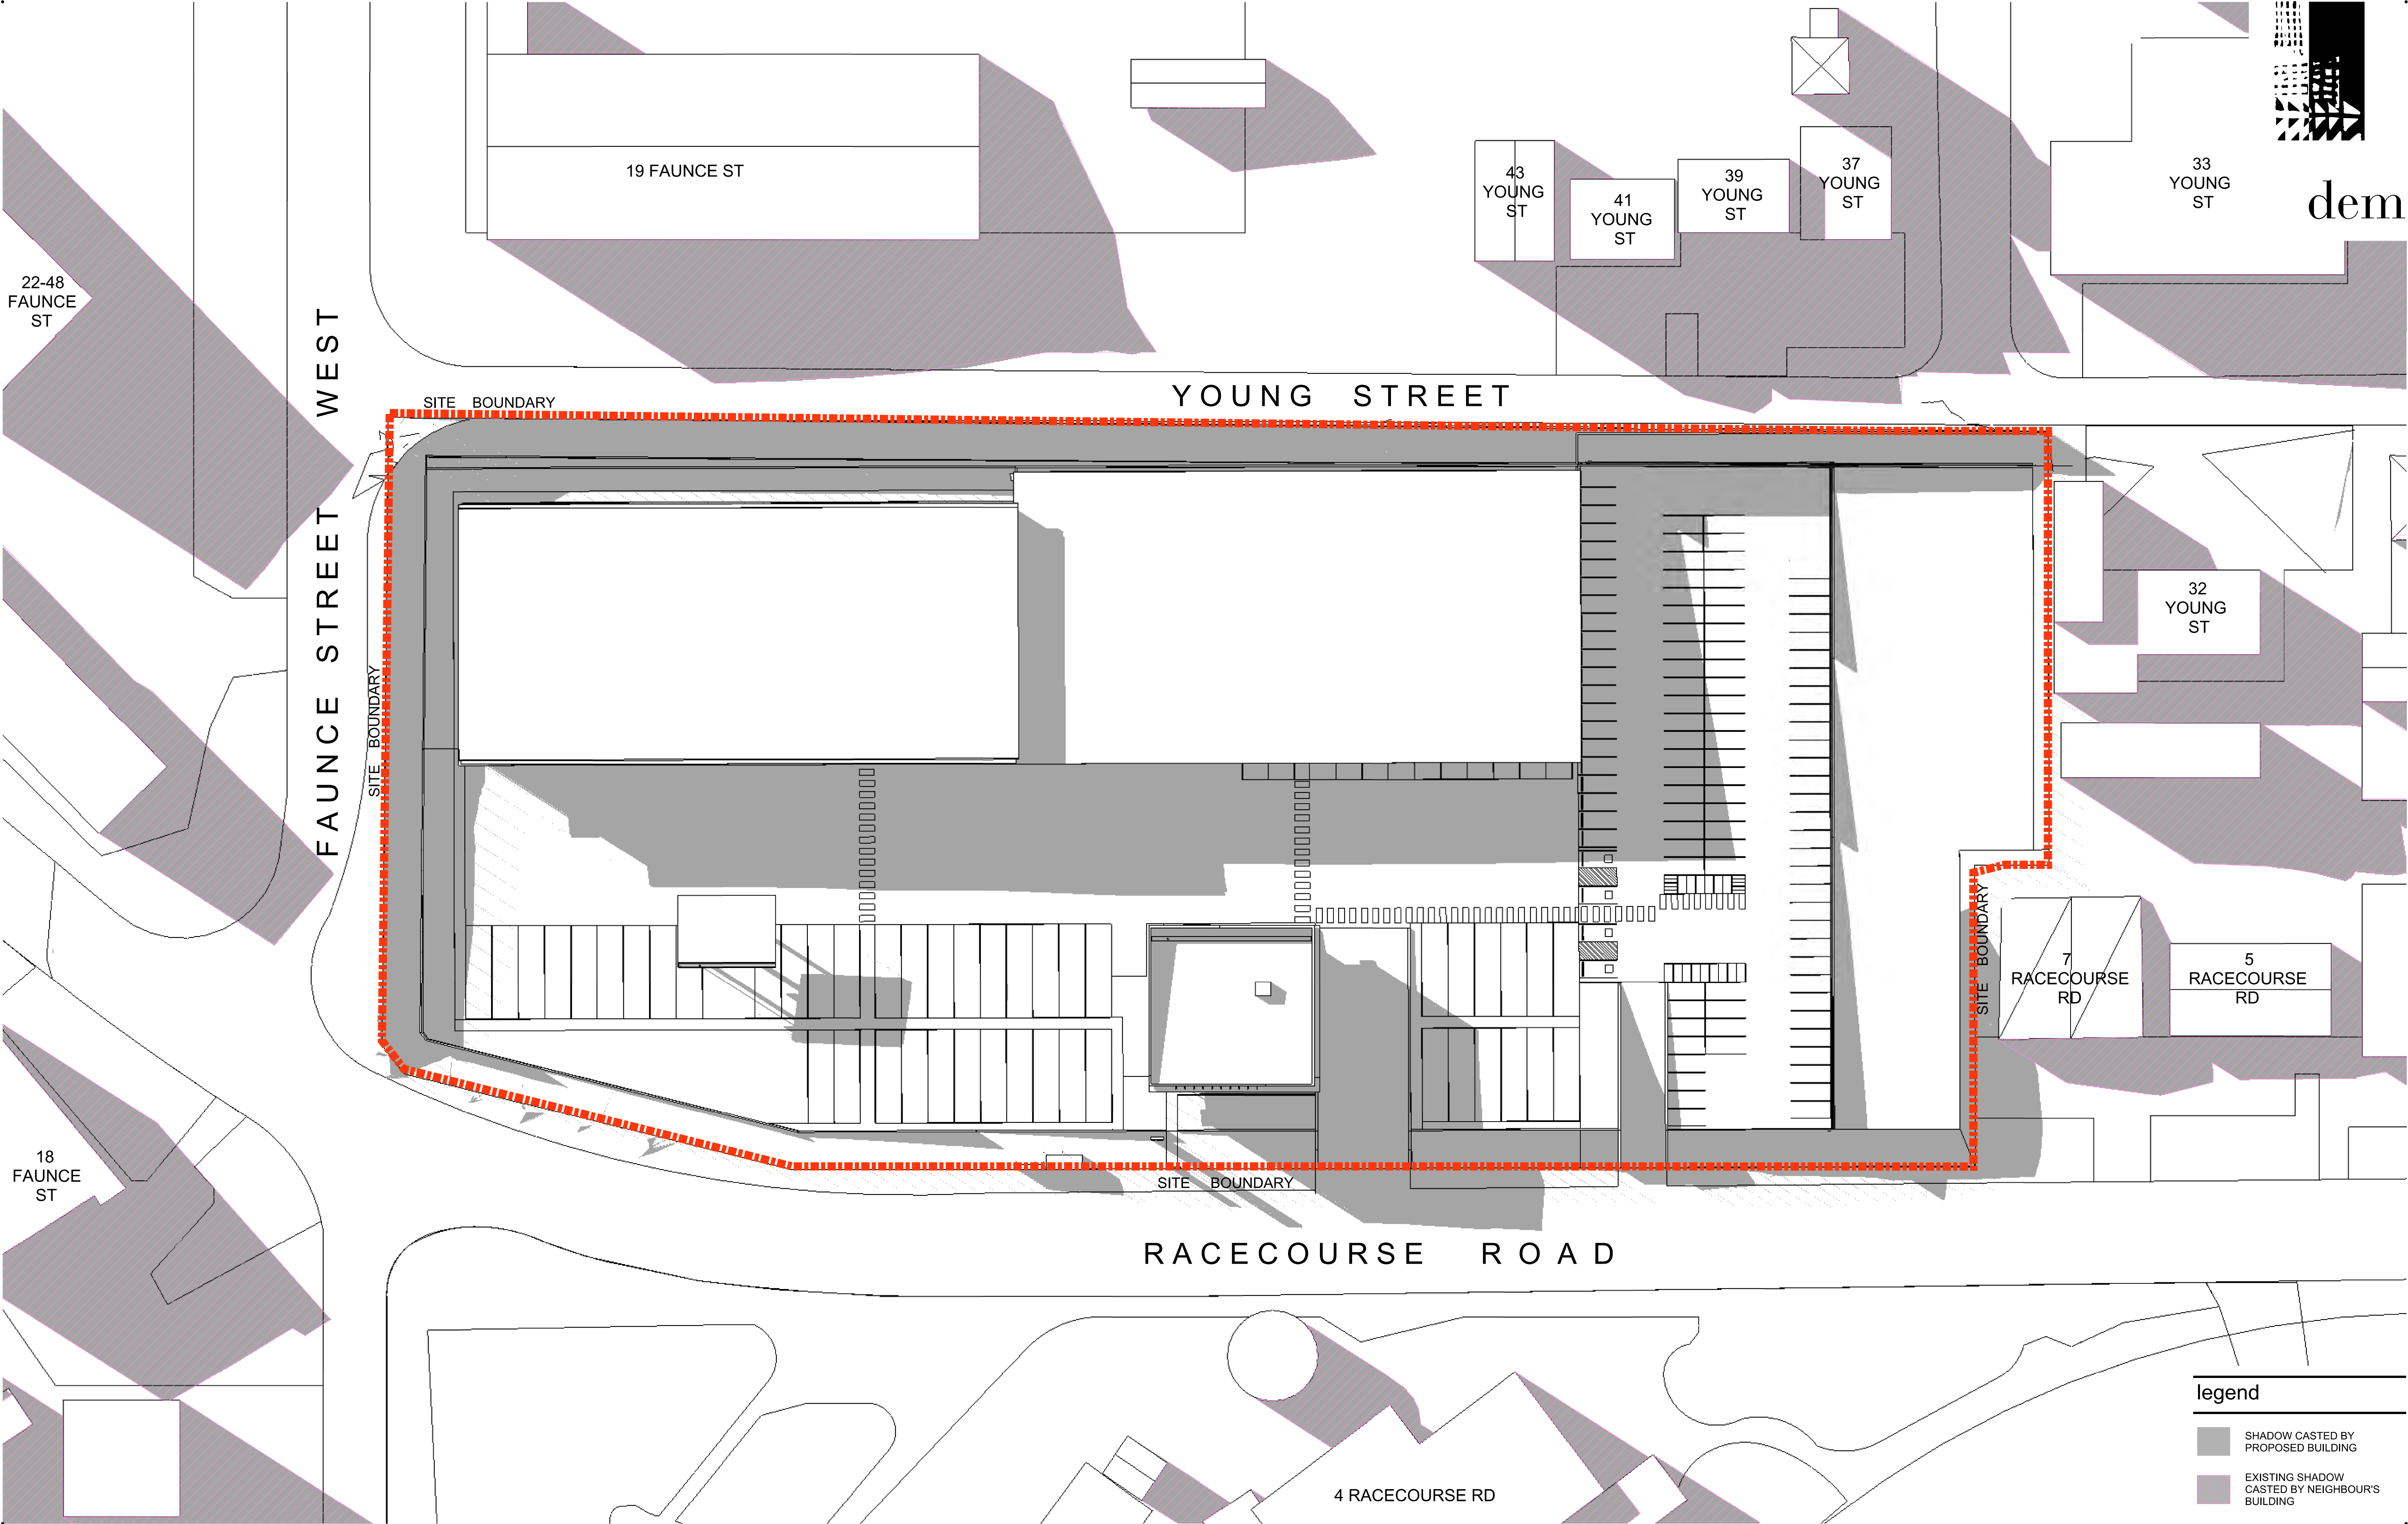 19 FAUNCE ST
43
YOUNG
ST
41
YOUNG
ST
39
YOUNG
ST
37
YOUNG
ST
33
YOUNG
ST
dem
22-48
FAUNCE
ST
FAUNCE STREET WEST
YOUNG STREET
SITE BOUNDARY
SITE BOUNDARY
32
YOUNG
ST
SITE BOUNDARY
7
RACECOURSE
RD
5
RACECOURSE
RD
18
FAUNCE
ST
SITE BOUNDARY
RACECOURSE ROAD
4 RACECOURSE RD
legend
SHADOW CASTED BY
PROPOSED BUILDING
EXISTING SHADOW
CASTED BY NEIGHBOUR'S
BUILDING